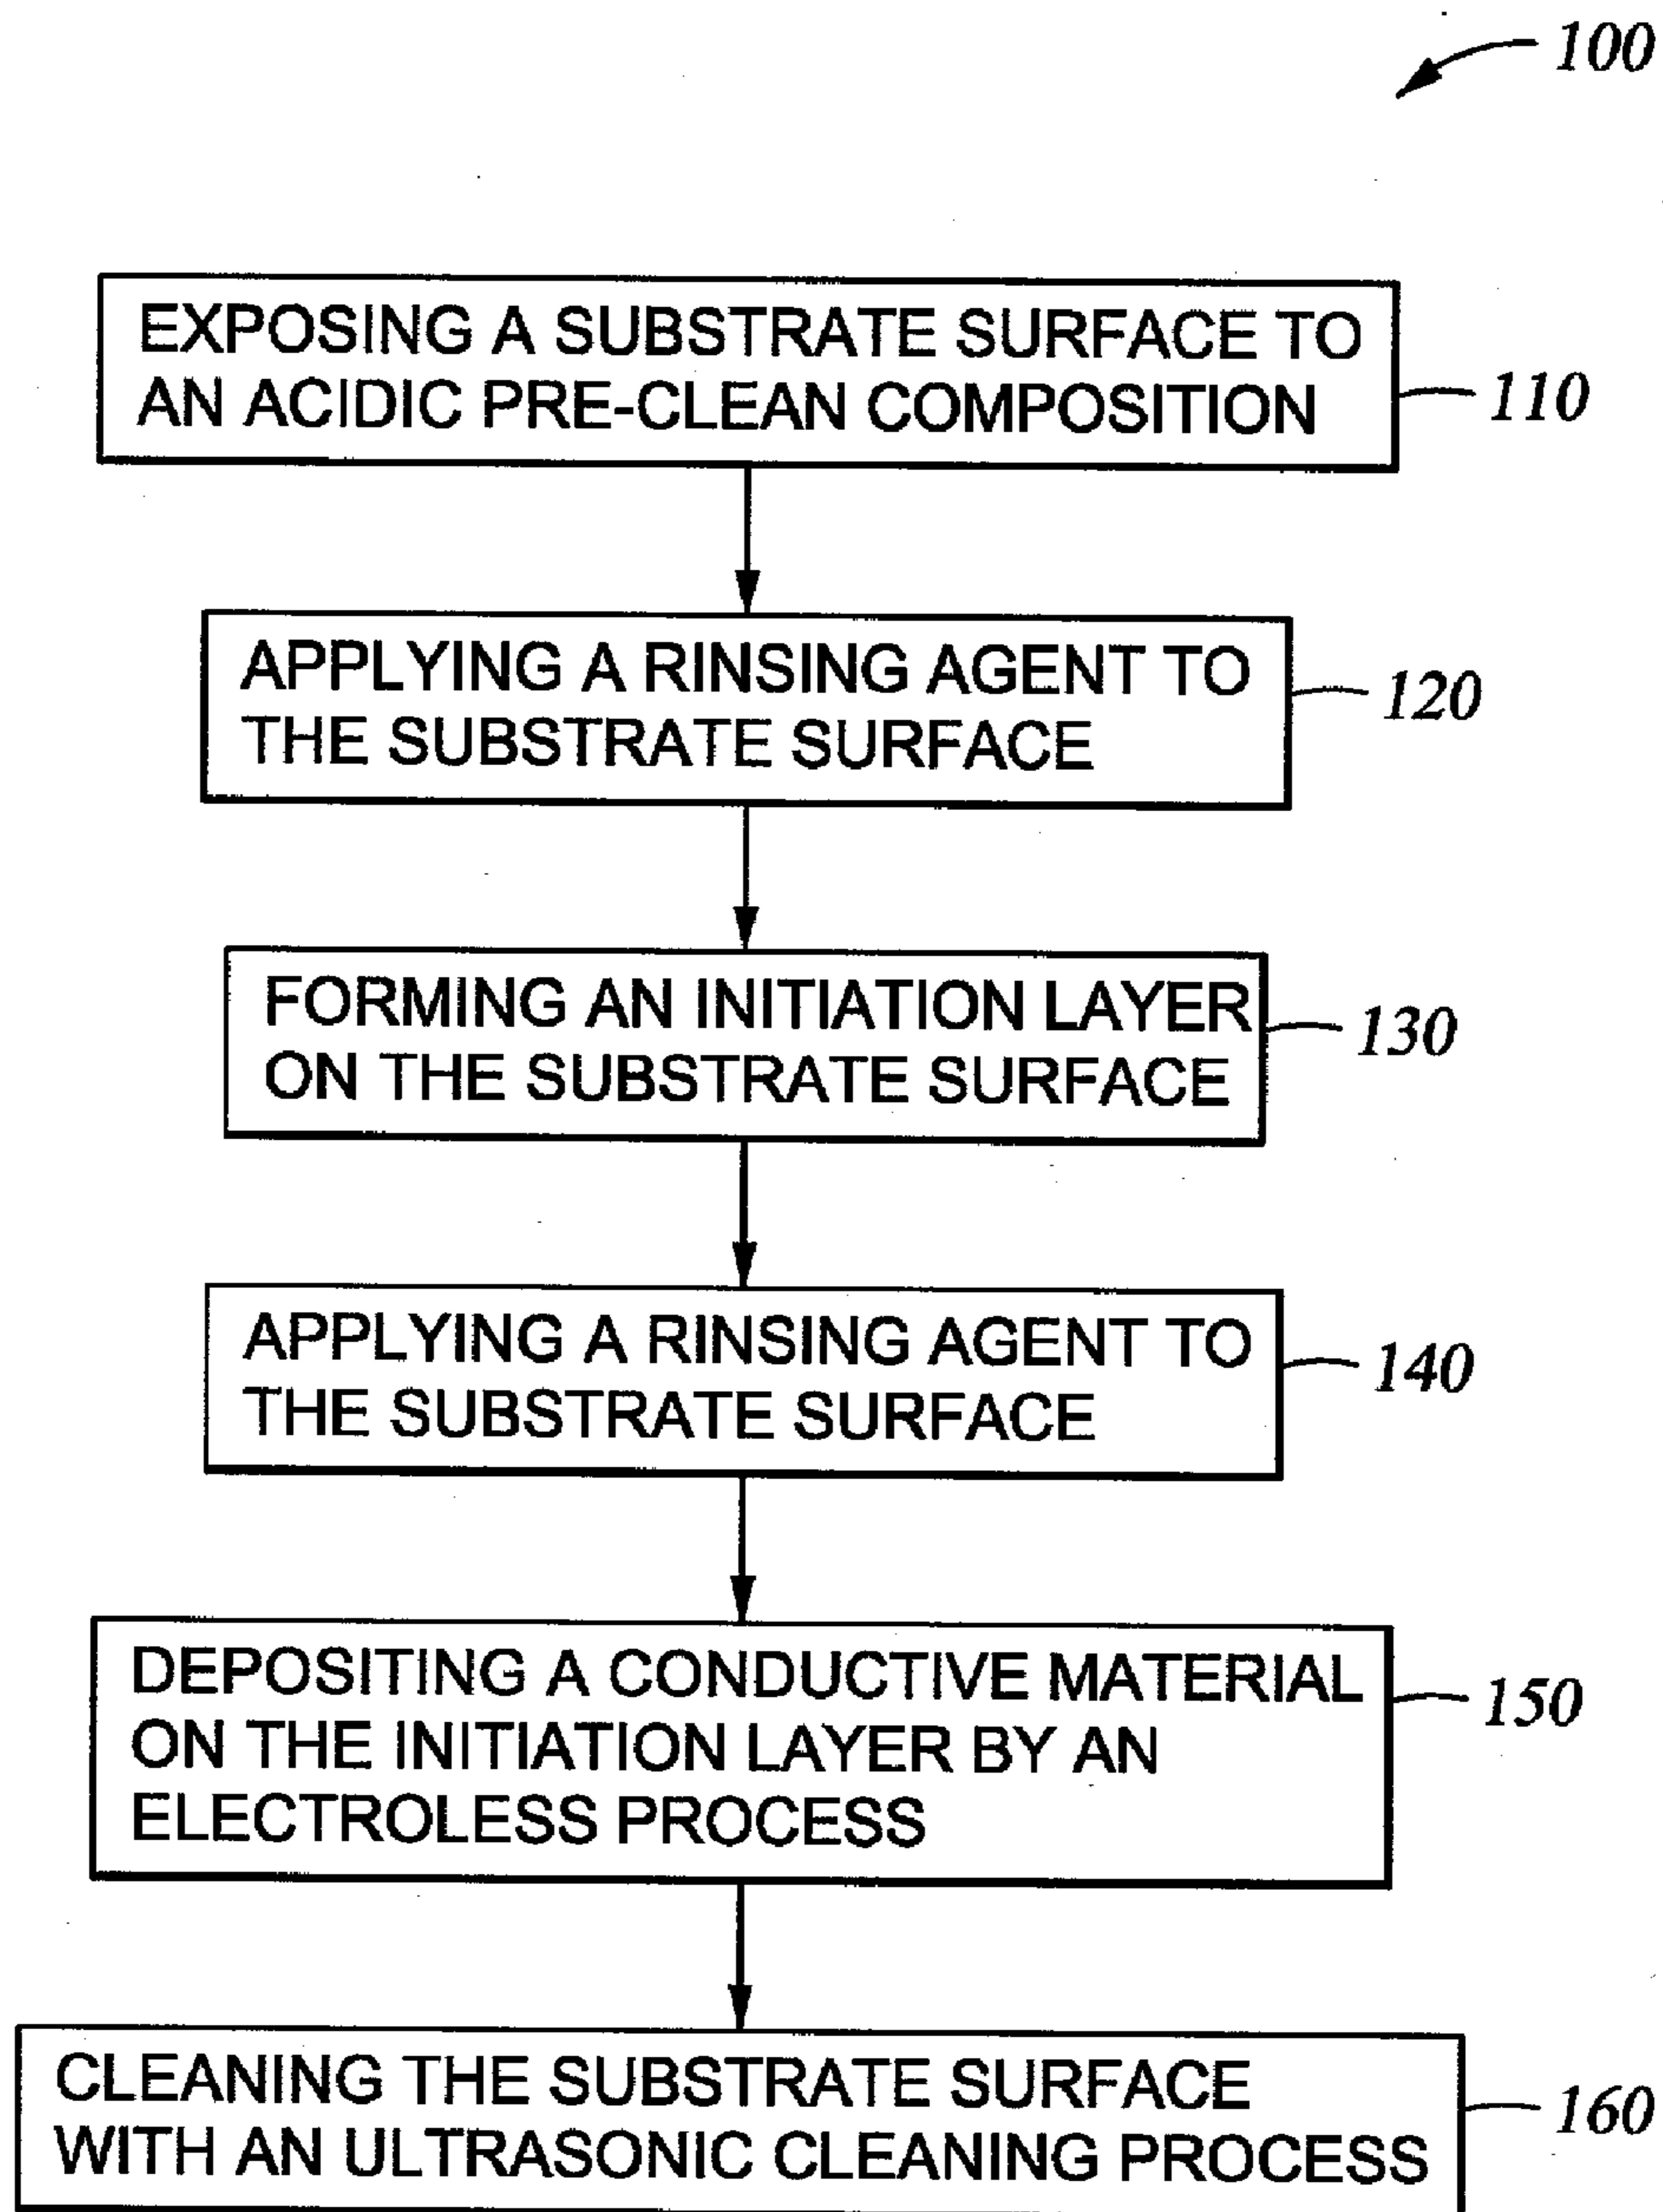 100
EXPOSING A SUBSTRATE SURFACE TO
AN ACIDIC PRE-CLEAN COMPOSITION
110
APPLYING A RINSING AGENT TO
THE SUBSTRATE SURFACE
120
FORMING AN INITIATION LAYER
ON THE SUBSTRATE SURFACE
130
APPLYING A RINSING AGENT TO
THE SUBSTRATE SURFACE
140
DEPOSITING A CONDUCTIVE MATERIAL
ON THE INITIATION LAYER BY AN
ELECTROLESS PROCESS
150
CLEANING THE SUBSTRATE SURFACE
WITH AN ULTRASONIC CLEANING PROCESS
160